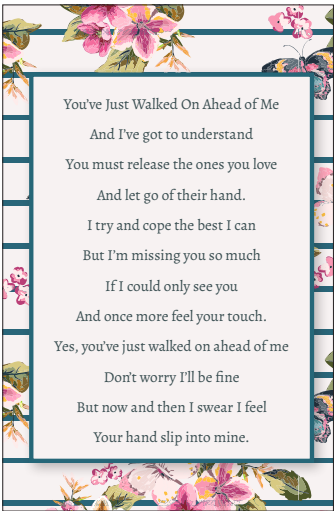 You’ve Just Walked On Ahead of Me
And I’ve got to understand
You must release the ones you love
And let go of their hand.
I try and cope the best I can
But I’m missing you so much
If I could only see you
And once more feel your touch.
Yes, you’ve just walked on ahead of me
Don’t worry I’ll be fine
But now and then I swear I feel
Your hand slip into mine.